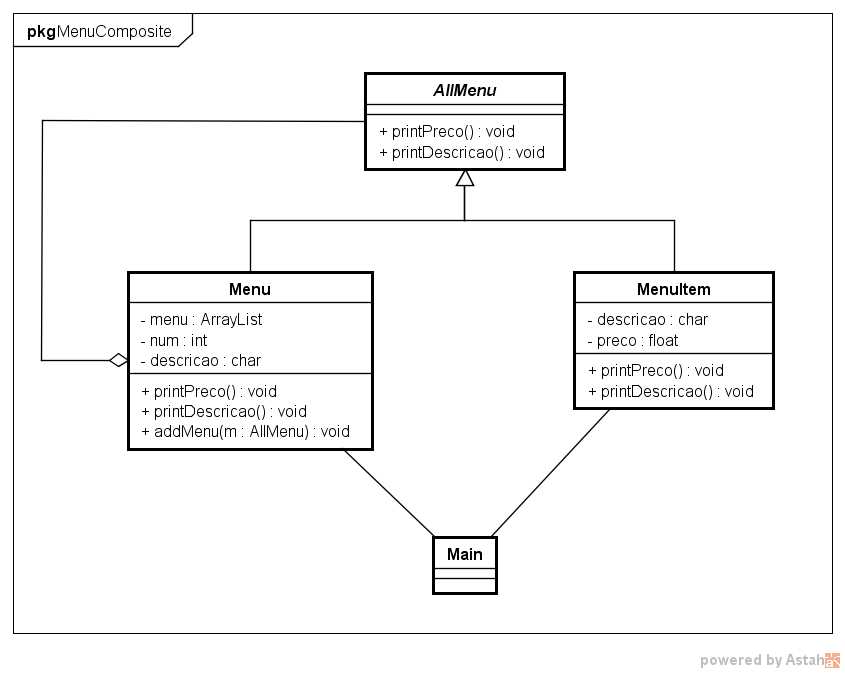 pkgMenuComposite
AllMenu
+ printPreco() : void
+ printDescricao() : void
Menu
- menu : ArrayList
- num : int
- descricao : char
+ printPreco() : void
+ printDescricao() : void
+ addMenu(m : AllMenu) : void
MenuItem
- descricao : char
- preco : float
+ printPreco() : void
+ printDescricao() : void
Main
powered by Astah